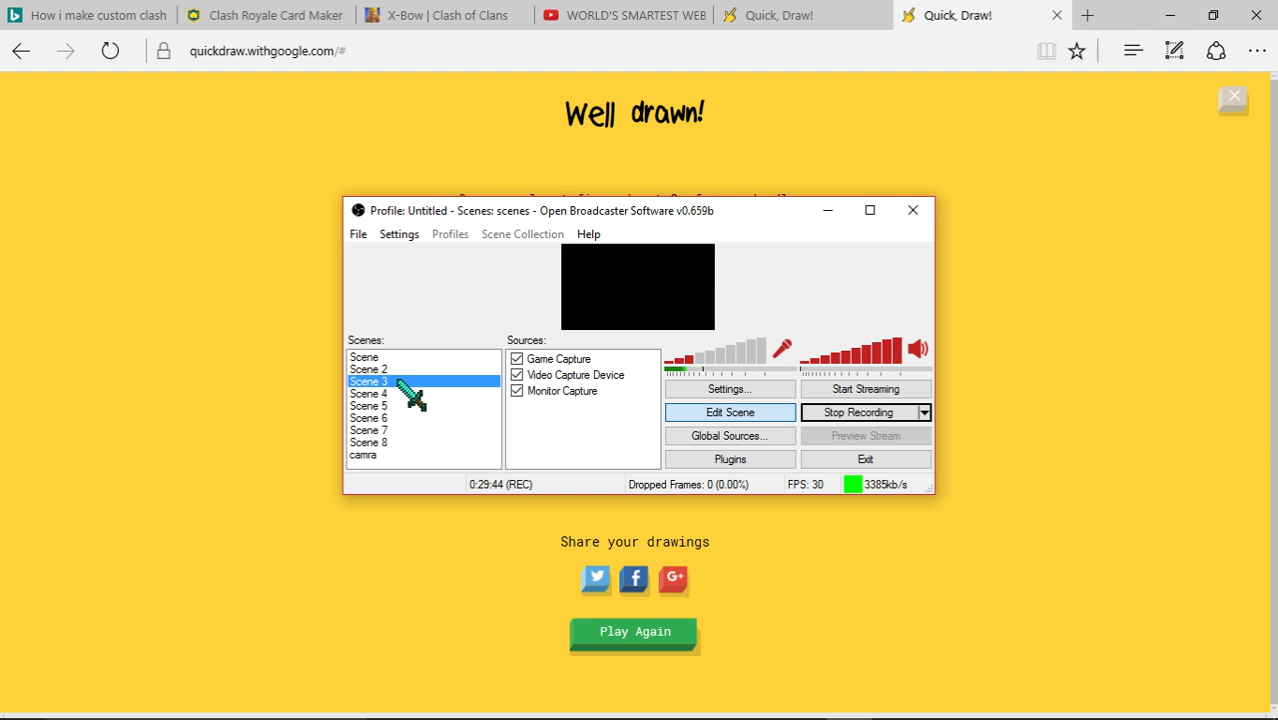 How i make custom clash
Clash Royale Card Maker
X-Bow | Clash of Clans
WORLD'S SMARTEST WEB
Quick, Draw!
Quick, Draw!
quickdraw.withgoogle.com/#
Well drawn!
Profile: Untitled - Scenes: scenes - Open Broadcaster Software v0.659b
File Settings Profiles Scene Collection Help
Scenes:
Scene
Scene 2
Scene 3
Scene 4
Scene 5
Scene 6
Scene 7
Scene 8
camra
Sources:
Game Capture
Video Capture Device
Monitor Capture
Settings...
Start Streaming
Edit Scene
Stop Recording
Global Sources...
Preview Stream
Plugins
Exit
0:29:44 (REC)
Dropped Frames: 0 (0.00%)
FPS: 30
3385kb/s
Share your drawings
G+
Play Again